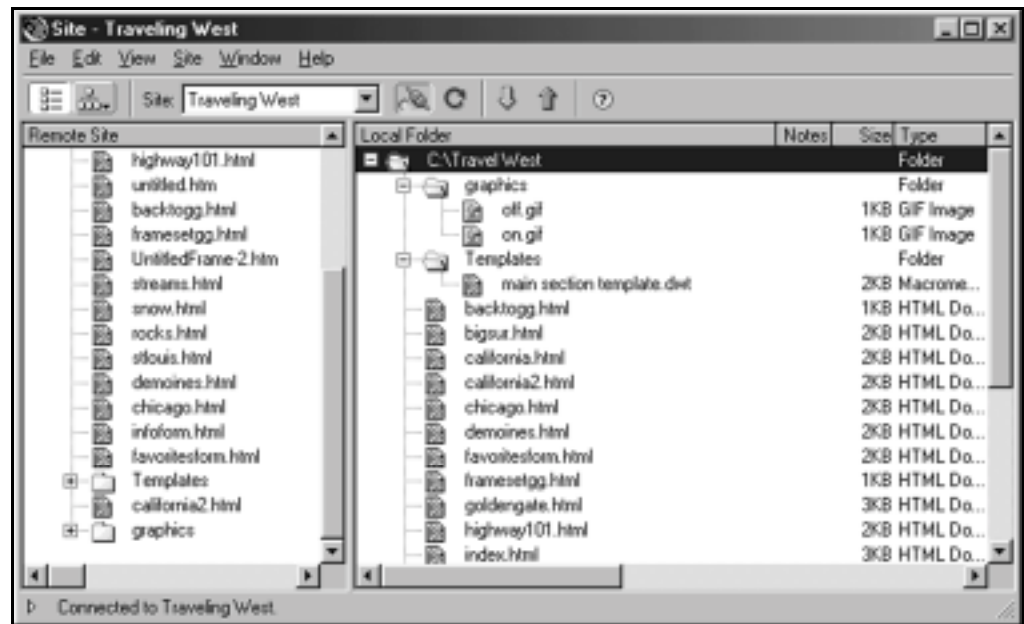 Site - Traveling West
File Edit View Site Window Help
Site: Traveling West
Remote Site
highway101.html
untitled.htm
backtogg.html
framesetgg.html
UntitledFrame-2.htm
streams.html
snow.html
rocks.html
stlouis.html
demoines.html
chicago.html
infoform.html
favoritesform.html
Templates
california2.html
graphics
Local Folder Notes Size Type
C:\Travel West Folder
graphics Folder
off.gif 1KB GIF Image
on.gif 1KB GIF Image
Templates Folder
main section template.dwt 2KB Macrome...
backtogg.html 1KB HTML Do...
bigsur.html 2KB HTML Do...
california.html 2KB HTML Do...
california2.html 2KB HTML Do...
chicago.html 2KB HTML Do...
demoines.html 2KB HTML Do...
favoritesform.html 2KB HTML Do...
framesetgg.html 1KB HTML Do...
goldengate.html 3KB HTML Do...
highway101.html 2KB HTML Do...
index.html 3KB HTML Do...
Connected to Traveling West.